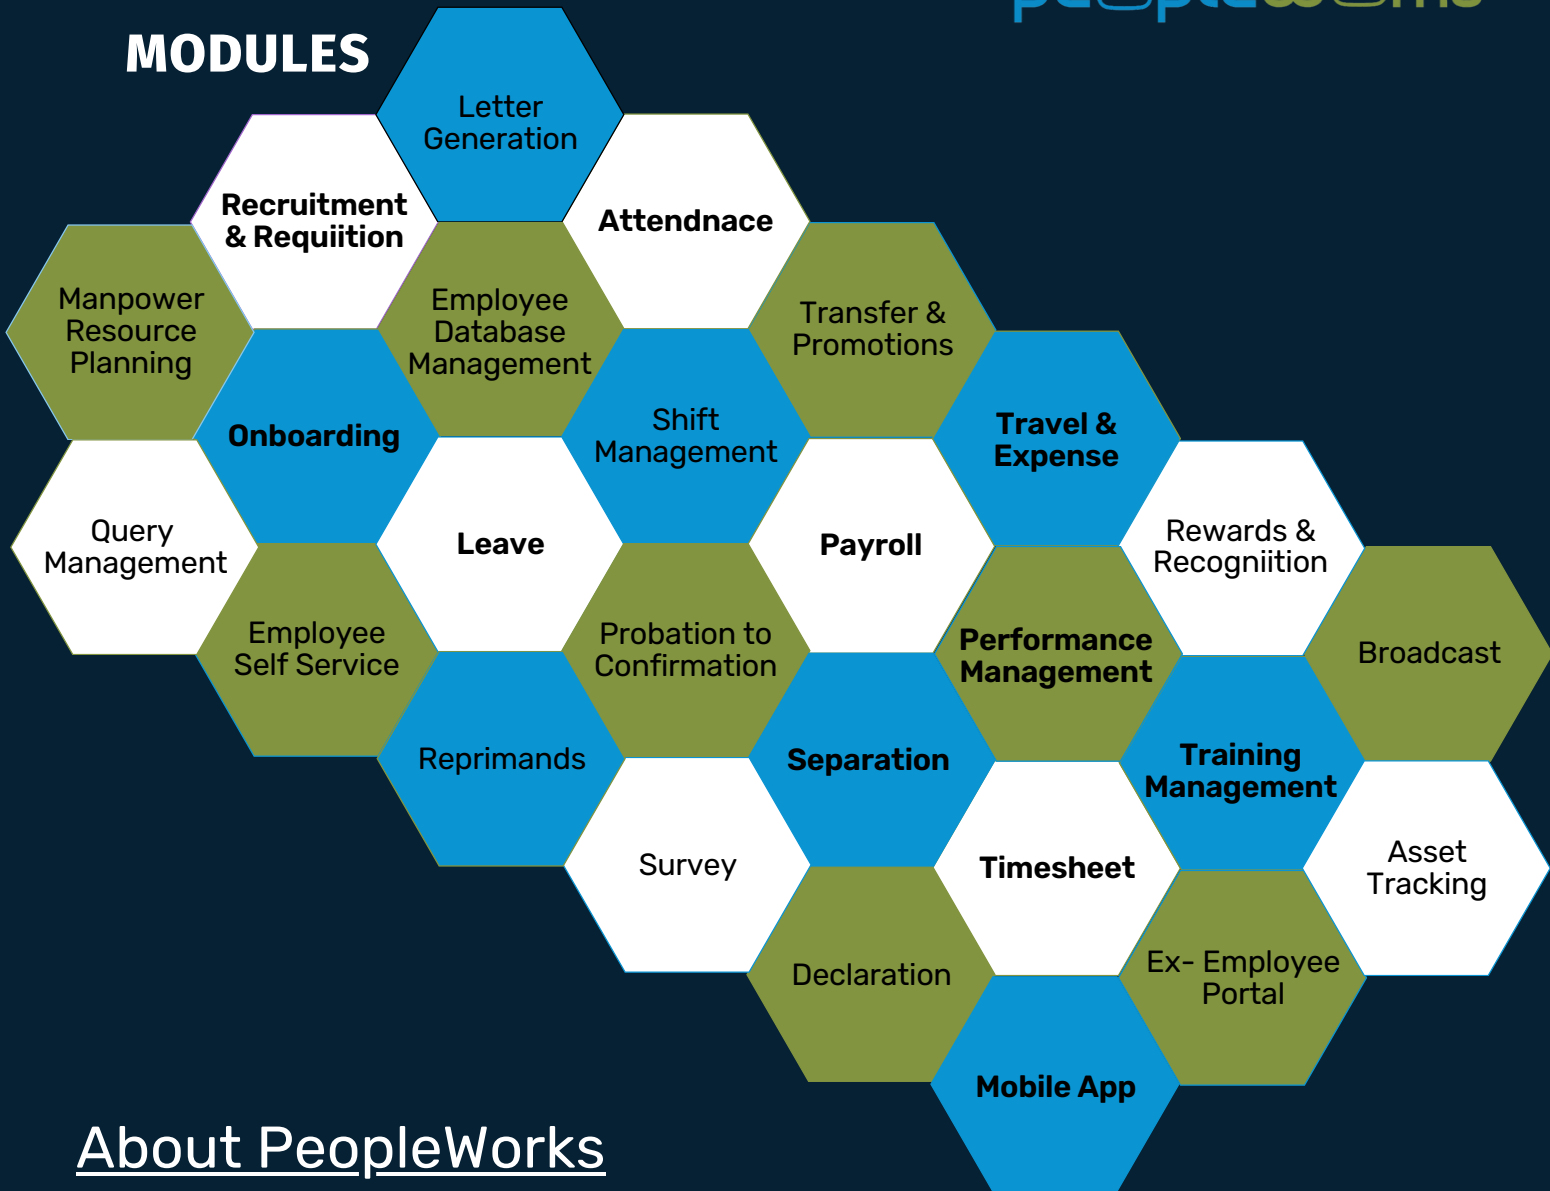 MODULES
Letter
Generation
Recruitment
& Requiition
Attendnace
Manpower
Resource
Planning
Employee
Database
Management
Transfer &
Promotions
Onboarding
Shift
Management
Travel &
Expense
Query
Management
Leave
Payroll
Rewards &
Recogniition
Employee
Self Service
Probation to
Confirmation
Performance
Management
Broadcast
Reprimands
Separation
Training
Management
Survey
Timesheet
Asset
Tracking
Declaration
Ex- Employee
Portal
Mobile App
About PeopleWorks